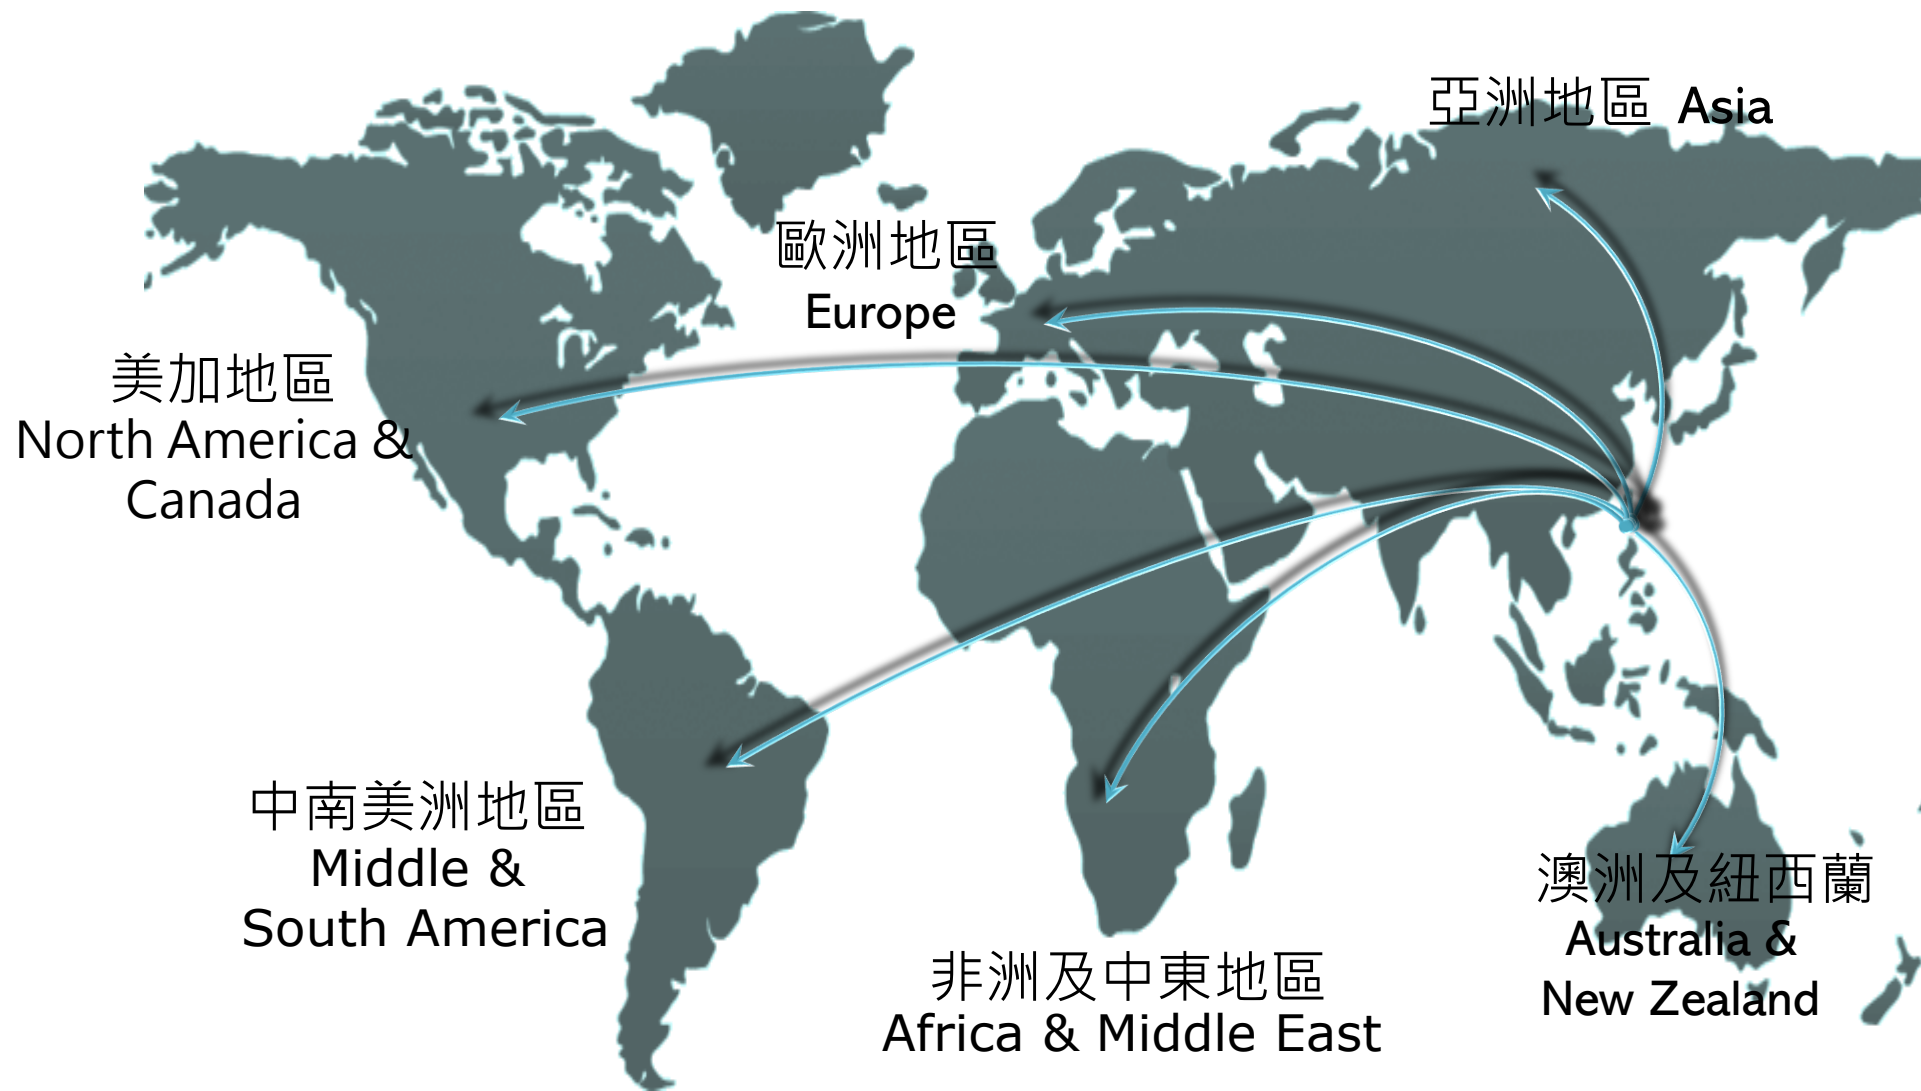 亞洲地區 Asia
歐洲地區
Europe
美加地區
North America &
Canada
中南美洲地區
Middle &
South America
澳洲及紐西蘭
Australia &
New Zealand
非洲及中東地區
Africa & Middle East